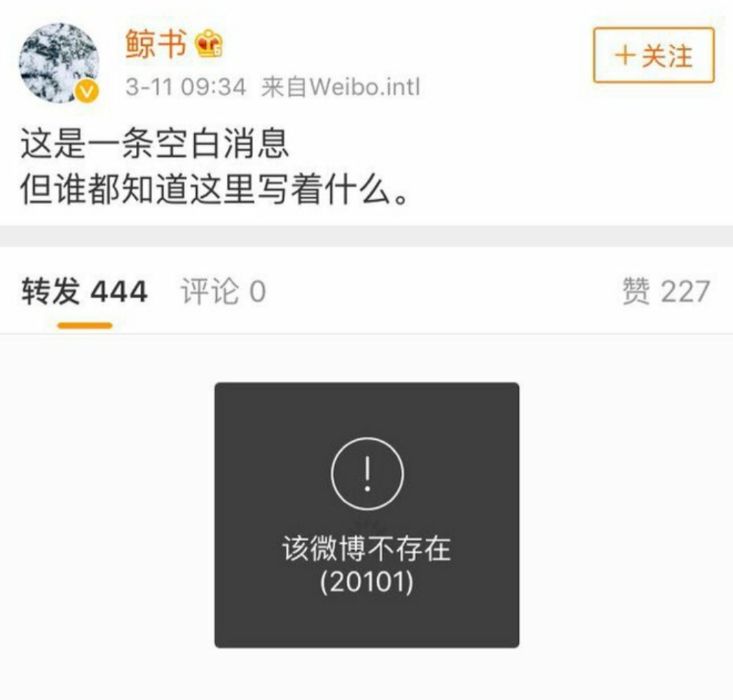 鲸书
+关注
3-11 09:34 来自Weibo.intl
这是一条空白消息
但谁都知道这里写着什么。
转发 444 评论 0 赞 227
该微博不存在
(20101)